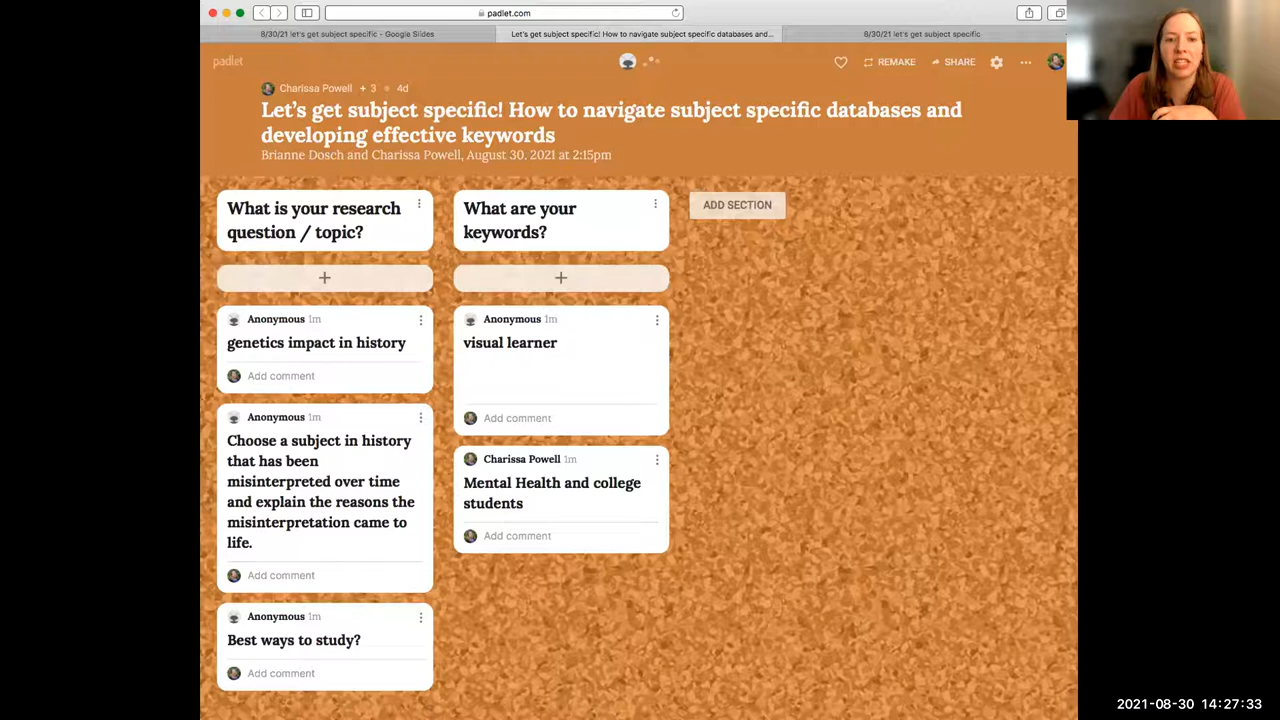 padlet.com
8/30/21 let's get subject specific - Google Slides
Let's get subject specific! How to navigate subject specific databases and...
8/30/21 let's get subject specific
padlet
REMAKE
SHARE
Charissa Powell + 3 4d
Let's get subject specific! How to navigate subject specific databases and
developing effective keywords
Brianne Dosch and Charissa Powell, August 30. 2021 at 2:15pm
What is your research
question / topic?
+
Anonymous 1m
genetics impact in history
Add comment
Anonymous 1m
Choose a subject in history
that has been
misinterpreted over time
and explain the reasons the
misinterpretation came to
life.
Add comment
Anonymous 1m
Best ways to study?
Add comment
What are your
keywords?
+
Anonymous 1m
visual learner
Add comment
Charissa Powell 1m
Mental Health and college
students
Add comment
ADD SECTION
2021-08-30 14:27:33